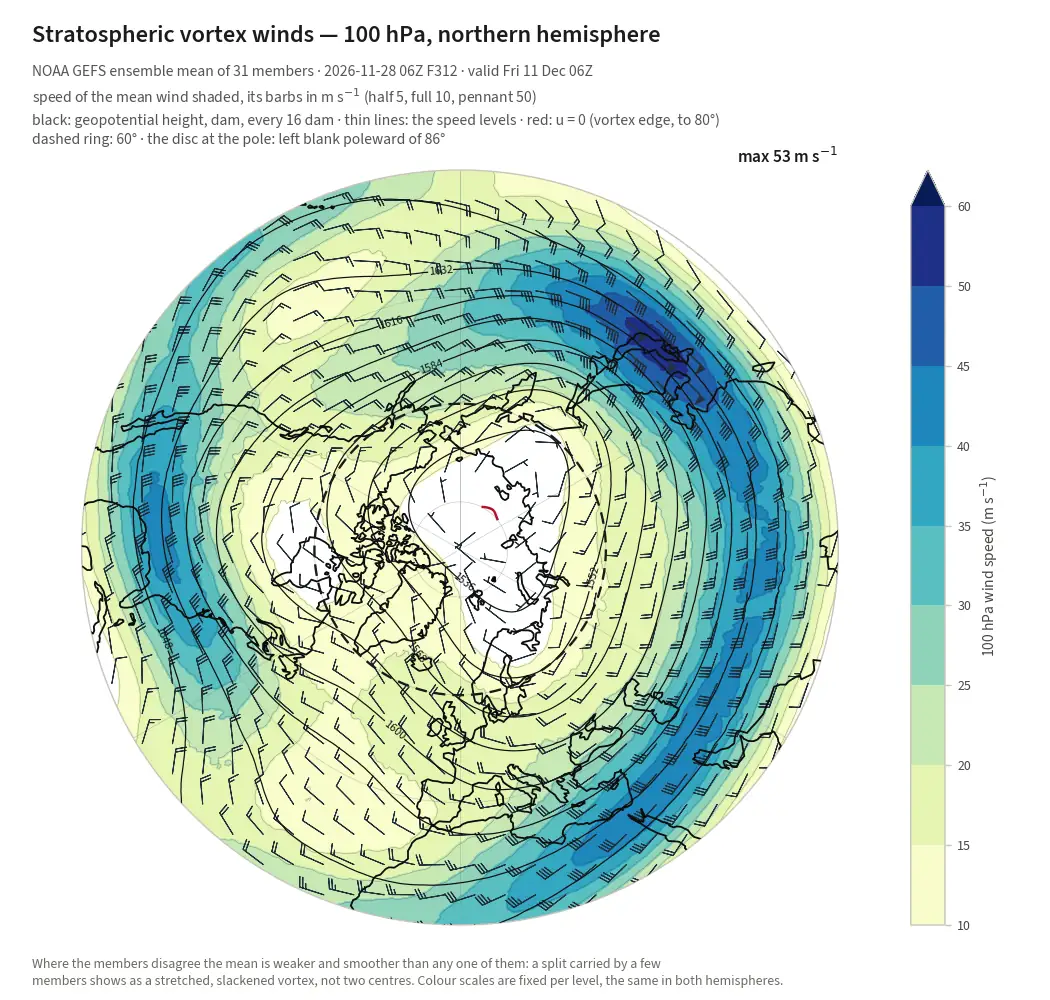 Stratospheric vortex winds — 100 hPa, northern hemisphere
NOAA GEFS ensemble mean of 31 members · 2026-11-28 06Z F312 · valid Fri 11 Dec 06Z
speed of the mean wind shaded, its barbs in m s⁻¹ (half 5, full 10, pennant 50)
black: geopotential height, dam, every 16 dam · thin lines: the speed levels · red: u = 0 (vortex edge, to 80°)
dashed ring: 60° · the disc at the pole: left blank poleward of 86°
max 53 m s⁻¹
60
50
45
40
35
30
25
20
15
10
100 hPa wind speed (m s⁻¹)
1632
1616
1584
1552
1600
Where the members disagree the mean is weaker and smoother than any one of them: a split carried by a few
members shows as a stretched, slackened vortex, not two centres. Colour scales are fixed per level, the same in both hemispheres.